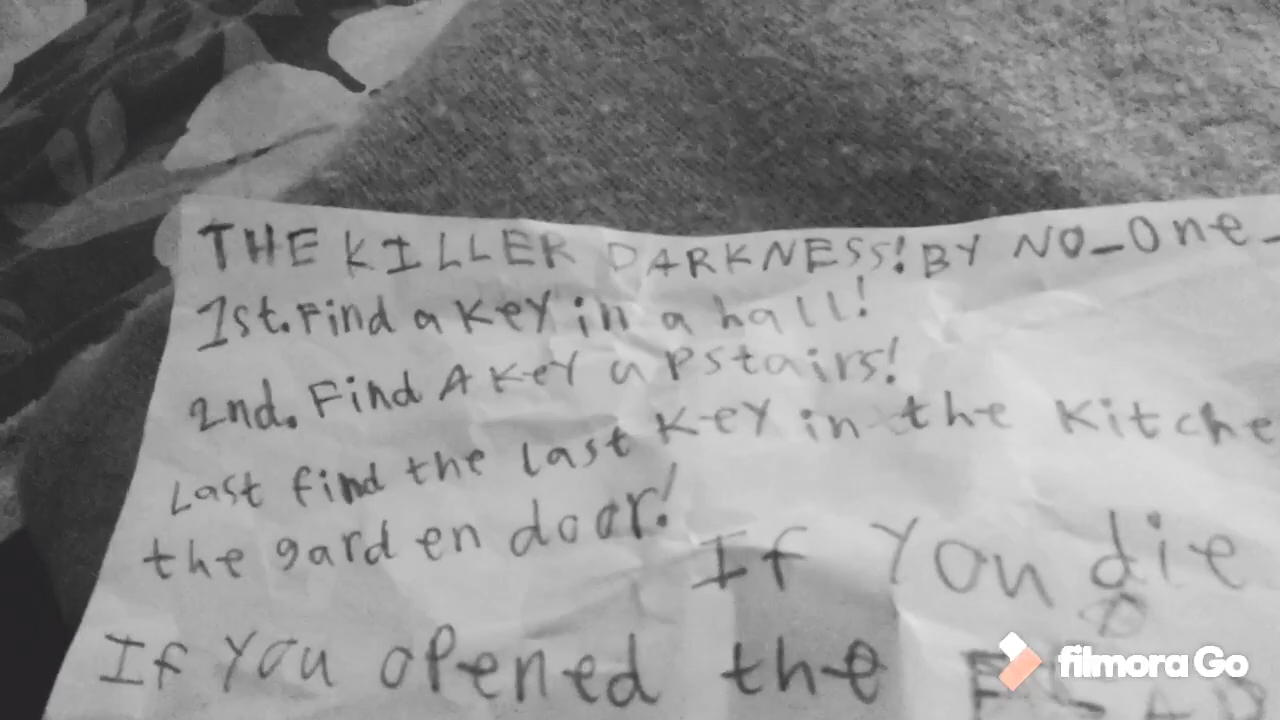 THE KILLER DARKNESS! BY NO_One_
1st. Find a key in a hall!
2nd. Find A key upstairs!
Last find the last key in the kitche
the garden door!
If You die
If you opened the
filmora Go